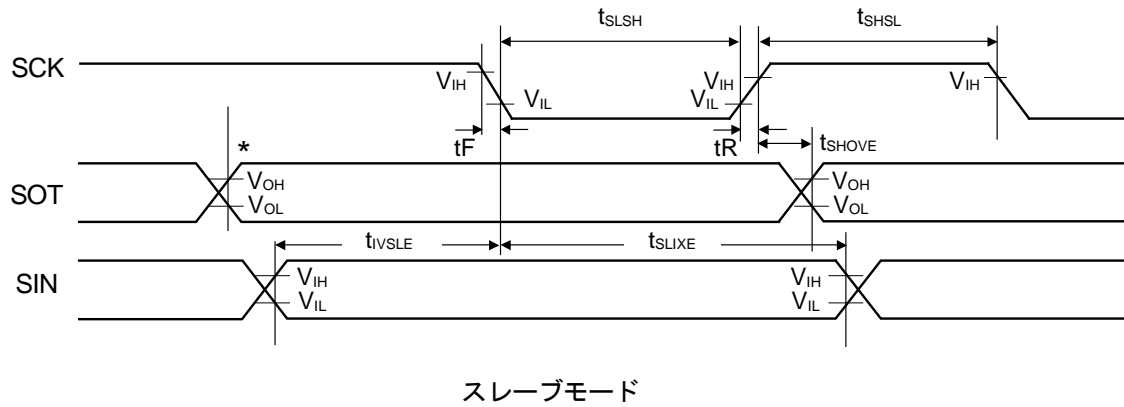 tSLSH
tSHSL
SCK
VIH
VIL
VIH
VIL
VIH
tF
tR
tSHOVE
*
SOT
VOH
VOL
VOH
VOL
tIVSLE
tSLIXE
SIN
VIH
VIL
VIH
VIL
スレーブモード